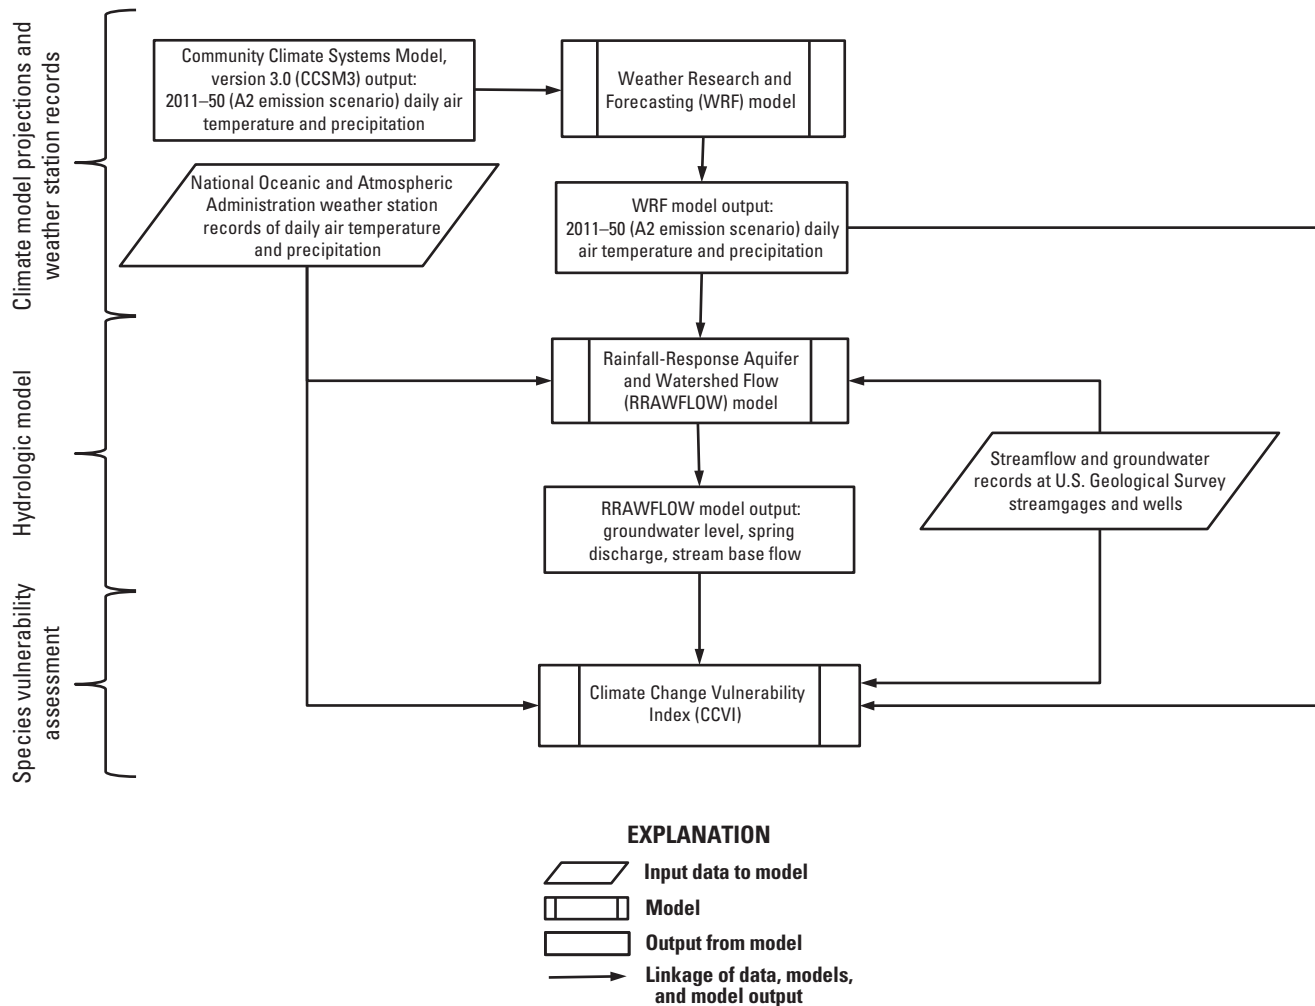 Climate model projections and
weather station records
Community Climate Systems Model,
version 3.0 (CCSM3) output:
2011–50 (A2 emission scenario) daily air
temperature and precipitation
Weather Research and
Forecasting (WRF) model
National Oceanic and Atmospheric
Administration weather station
records of daily air temperature
and precipitation
WRF model output:
2011–50 (A2 emission scenario) daily
air temperature and precipitation
Hydrologic model
Rainfall-Response Aquifer
and Watershed Flow
(RRAWFLOW) model
Streamflow and groundwater
records at U.S. Geological Survey
streamgages and wells
RRAWFLOW model output:
groundwater level, spring
discharge, stream base flow
Species vulnerability
assessment
Climate Change Vulnerability
Index (CCVI)
EXPLANATION
Input data to model
Model
Output from model
Linkage of data, models,
and model output